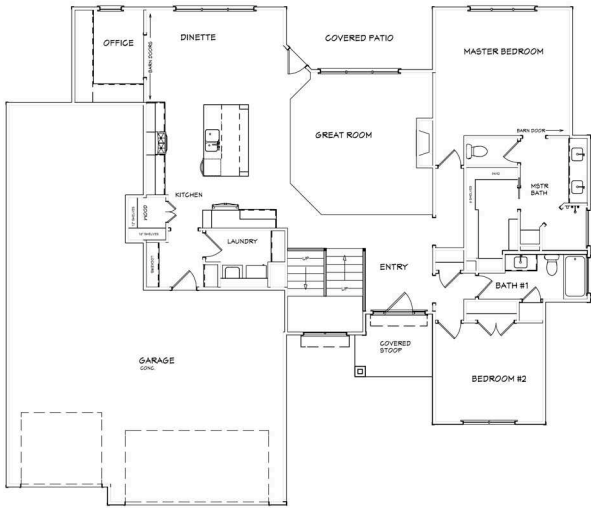 OFFICE
BARN DOORS
DINETTE
COVERED PATIO
MASTER BEDROOM
GREAT ROOM
BARN DOOR
MSTR
BATH
KITCHEN
LAUNDRY
UP
ENTRY
BATH #1
COVERED
STOOP
GARAGE
CONC.
BEDROOM #2